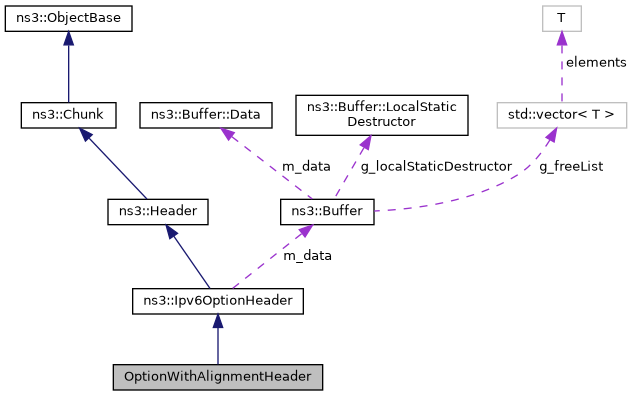 ns3::ObjectBase
T
elements
ns3::Chunk
ns3::Buffer::Data
ns3::Buffer::LocalStatic
Destructor
std::vector< T >
m_data
g_localStaticDestructor
g_freeList
ns3::Header
ns3::Buffer
m_data
ns3::Ipv6OptionHeader
OptionWithAlignmentHeader